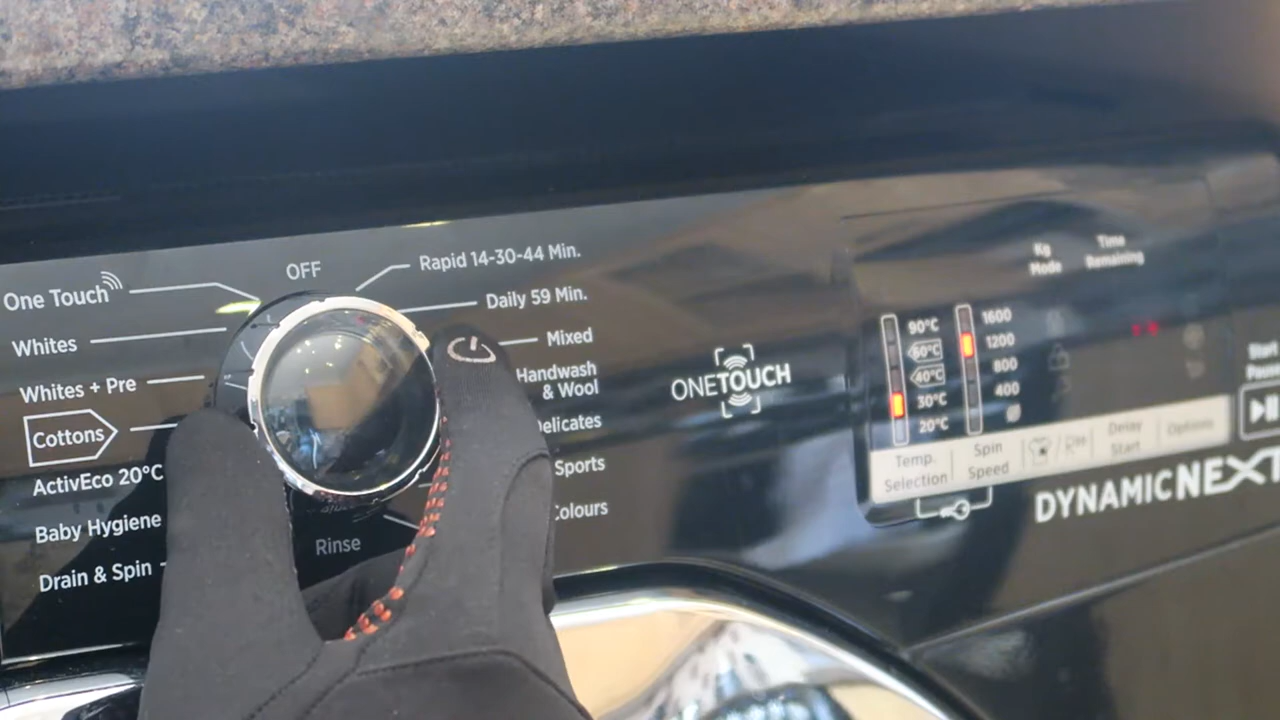 OFF
One Touch
Whites
Whites + Pre
Cottons
ActivEco 20°C
Baby Hygiene
Drain & Spin
Rinse
Rapid 14-30-44 Min.
Daily 59 Min.
Mixed
Handwash
& Wool
elicates
Sports
Colours
ONETOUCH
Kg
Mode
Time
Remaining
90°C
60°C
40°C
30°C
20°C
1600
1200
800
400
Temp.
Selection
Spin
Speed
Delay
Start
Options
Start
Pause
DYNAMICNEXT